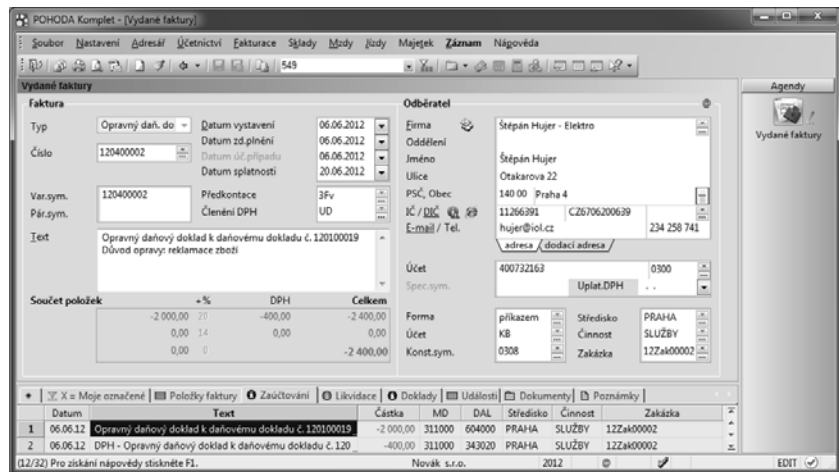 POHODA Komplet - [Vydané faktury]
Soubor Nastavení Adresář Účetnictví Fakturace Sklady Mzdy Jízdy Majetek Záznam Nápověda
549
Vydané faktury
Agendy
Vydané faktury
Faktura
Typ Opravný daň. do
Číslo 120400002
Var.sym. 120400002
Pár.sym.
Datum vystavení 06.06.2012
Datum zd.plnění 06.06.2012
Datum úč.případu 06.06.2012
Datum splatnosti 20.06.2012
Předkontace 3Fv
Členění DPH UD
Text Opravný daňový doklad k daňovému dokladu č. 120100019
Důvod opravy: reklamace zboží
Součet položek +% DPH Celkem
-2 000,00 20 -400,00 -2 400,00
0,00 14 0,00 0,00
0,00 0 -2 400,00
Odběratel @
Firma Štěpán Hujer - Elektro
Oddělení
Jméno Štěpán Hujer
Ulice Otakarova 22
PSČ, Obec 140 00 Praha 4
IČ / DIČ 11266391 CZ6706200639
E-mail / Tel. hujer@iol.cz 234 258 741
adresa dodací adresa
Účet 400732163 0300
Spec.sym. Uplat.DPH . .
Forma příkazem Středisko PRAHA
Účet KB Činnost SLUŽBY
Konst.sym. 0308 Zakázka 12Zak00002
X = Moje označené Položky faktury Zaúčtování Likvidace Doklady Události Dokumenty Poznámky
Datum Text Částka MD DAL Středisko Činnost Zakázka
1 06.06.12 Opravný daňový doklad k daňovému dokladu č. 120100019 -2 000,00 311000 604000 PRAHA SLUŽBY 12Zak00002
2 06.06.12 DPH - Opravný daňový doklad k daňovému dokladu č. 120 -400,00 311000 343020 PRAHA SLUŽBY 12Zak00002
(12/32) Pro získání nápovědy stiskněte F1. Novák s.r.o. 2012 @ EDIT